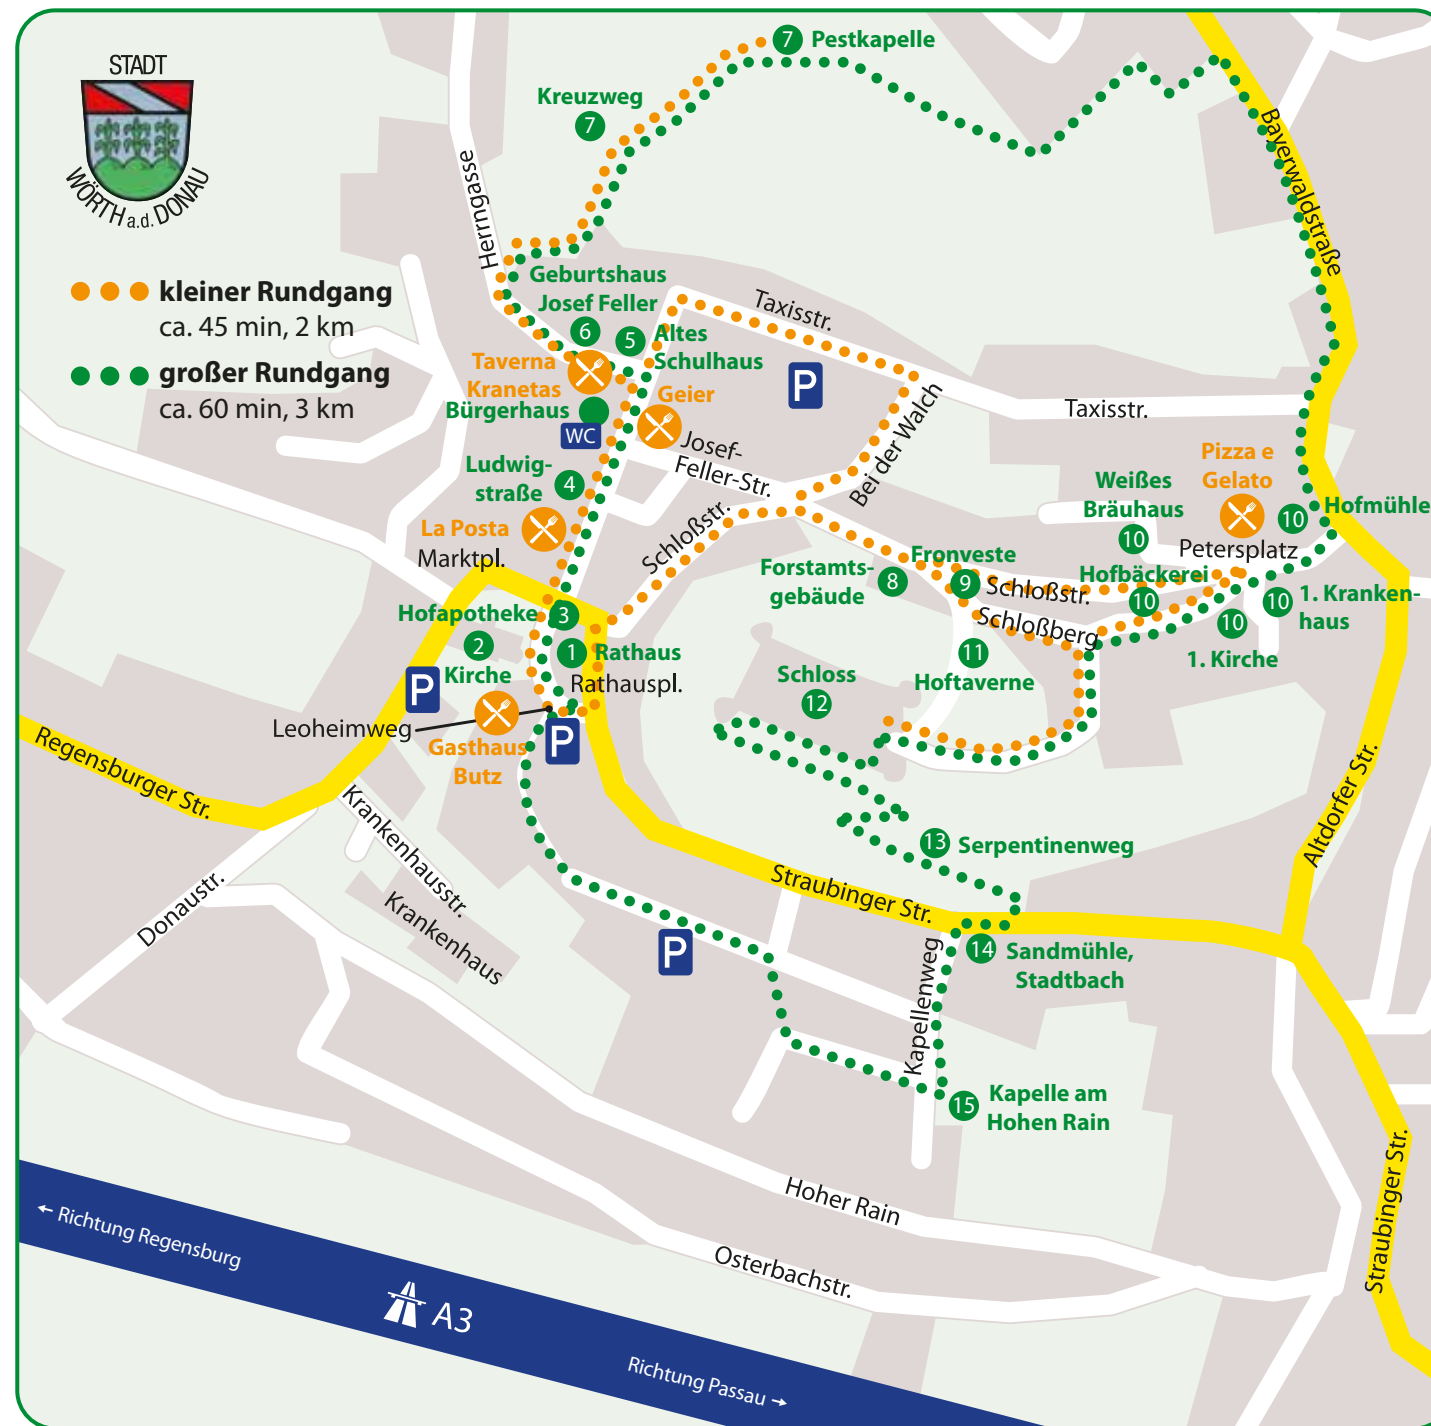 STADT
WÖRTH a.d. DONAU
kleiner Rundgang
ca. 45 min, 2 km
großer Rundgang
ca. 60 min, 3 km
7
Pestkapelle
Kreuzweg
7
Bayerwaldstraße
Herrngasse
Geburtshaus
Josef Feller
6
5
Altes
Schulhaus
Taxisstr.
P
Taverna
Kranetas
Geier
Bürgerhaus
WC
Taxisstr.
Bei der Walch
Josef-
Feller-Str.
Ludwig-
straße
4
La Posta
Marktpl.
Schloßstr.
Pizza e
Gelato
Weißes
Bräuhaus
10
10
Hofmühle
Petersplatz
Forstamts-
gebäude
8
Fronveste
9
Schloßstr.
Hofbäckerei
10
10
1. Kranken-
haus
10
1. Kirche
Schloßberg
11
Hoftaverne
Hofapotheke
3
2
Kirche
1
Rathaus
Rathauspl.
P
Leoheimweg
P
Gasthaus
Butz
Schloss
12
Regensburger Str.
Krankenhausstr.
Krankenhaus
Donaustr.
13
Serpentinenweg
Altdorfer Str.
Straubinger Str.
P
Kapellenweg
14
Sandmühle,
Stadtbach
15
Kapelle am
Hohen Rain
Hoher Rain
Osterbachstr.
Straubinger Str.
← Richtung Regensburg
A3
Richtung Passau →